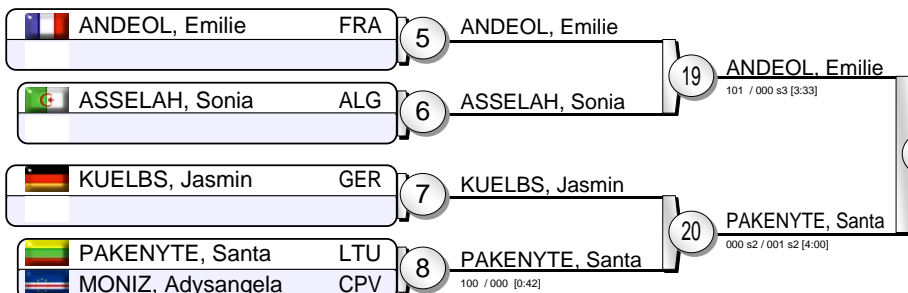 ANDEOL, Emilie FRA
5
ANDEOL, Emilie
19
ANDEOL, Emilie
101 / 000 s3 [3:33]
ASSELAH, Sonia ALG
6
ASSELAH, Sonia
KUELBS, Jasmin GER
7
KUELBS, Jasmin
20
PAKENYTE, Santa
000 s2 / 001 s2 [4:00]
PAKENYTE, Santa LTU
MONIZ, Adysangela CPV
8
PAKENYTE, Santa
100 / 000 [0:42]